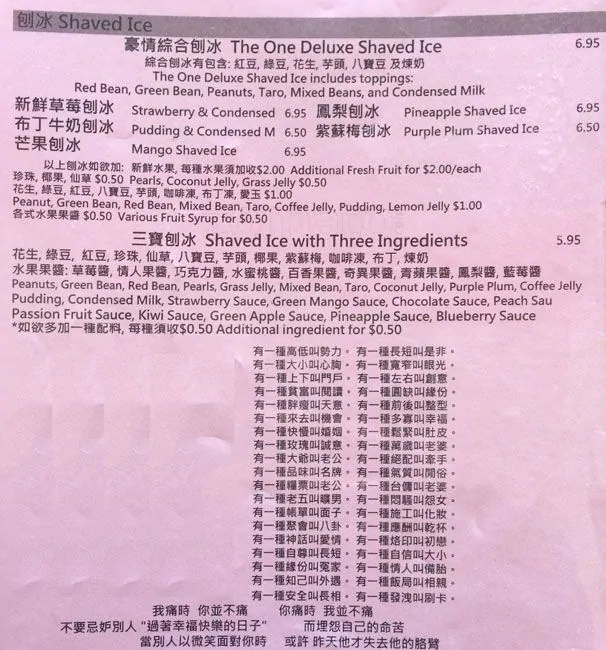 刨冰 Shaved Ice
豪情綜合刨冰 The One Deluxe Shaved Ice 6.95
綜合刨冰有包含: 紅豆, 綠豆, 花生, 芋頭, 八寶豆 及煉奶
The One Deluxe Shaved Ice includes toppings:
Red Bean, Green Bean, Peanuts, Taro, Mixed Beans, and Condensed Milk
新鮮草莓刨冰 Strawberry & Condensed 6.95 鳳梨刨冰 Pineapple Shaved Ice 6.95
布丁牛奶刨冰 Pudding & Condensed M 6.50 紫蘇梅刨冰 Purple Plum Shaved Ice 6.50
芒果刨冰 Mango Shaved Ice 6.95
以上刨冰如欲加: 新鮮水果, 每種水果須加收$2.00 Additional Fresh Fruit for $2.00/each
珍珠, 椰果, 仙草 $0.50 Pearls, Coconut Jelly, Grass Jelly $0.50
花生, 綠豆, 紅豆, 八寶豆, 芋頭, 咖啡凍, 布丁凍, 愛玉 $1.00
Peanut, Green Bean, Red Bean, Mixed Bean, Taro, Coffee Jelly, Pudding, Lemon Jelly $1.00
各式水果果醬 $0.50 Various Fruit Syrup for $0.50
三寶刨冰 Shaved Ice with Three Ingredients 5.95
花生, 綠豆, 紅豆, 珍珠, 仙草, 八寶豆, 芋頭, 椰果, 紫蘇梅, 咖啡凍, 布丁, 煉奶
水果果醬: 草莓醬, 情人果醬, 巧克力醬, 水蜜桃醬, 百香果醬, 奇異果醬, 青蘋果醬, 鳳梨醬, 藍莓醬
Peanuts, Green Bean, Red Bean, Pearls, Grass Jelly, Mixed Bean, Taro, Coconut Jelly, Purple Plum, Coffee Jelly
Pudding, Condensed Milk, Strawberry Sauce, Green Mango Sauce, Chocolate Sauce, Peach Sau
Passion Fruit Sauce, Kiwi Sauce, Green Apple Sauce, Pineapple Sauce, Blueberry Sauce
*如欲多加一種配料, 每種須收$0.50 Additional ingredient for $0.50
有一種高低叫勢力。有一種長短叫是非。
有一種大小叫心胸。有一種寬窄叫眼光。
有一種上下叫門戶。有一種左右叫創意。
有一種貧富叫閱讀。有一種圓缺叫緣份。
有一種胖瘦叫天意。有一種前後叫整型。
有一種來去叫機會。有一種多寡叫幸福。
有一種快慢叫婚姻。有一種鬆緊叫肚皮。
有一種玫瑰叫誠意。有一種萬歲叫老婆。
有一種大爺叫老公。有一種絕配叫牽手。
有一種品味叫名牌。有一種氣質叫閒俗。
有一種糧票叫老公。有一種台傭叫老婆。
有一種老五叫曠男。有一種悶騷叫怨女。
有一種帳單叫面子。有一種施工叫化妝。
有一種聚會叫八卦。有一種應酬叫乾杯。
有一種神話叫愛情。有一種烙印叫初戀。
有一種自尊叫長短。有一種自信叫大小。
有一種緣份叫冤家。有一種情人叫備胎。
有一種知己叫外遇。有一種飯局叫相親。
有一種安全叫長相。有一種發洩叫刷卡。
我痛時 你並不痛 你痛時 我並不痛
不要忌妒別人 "過著幸福快樂的日子" 而埋怨自己的命苦
當別人以微笑面對你時 或許 昨天他才失去他的胳臂